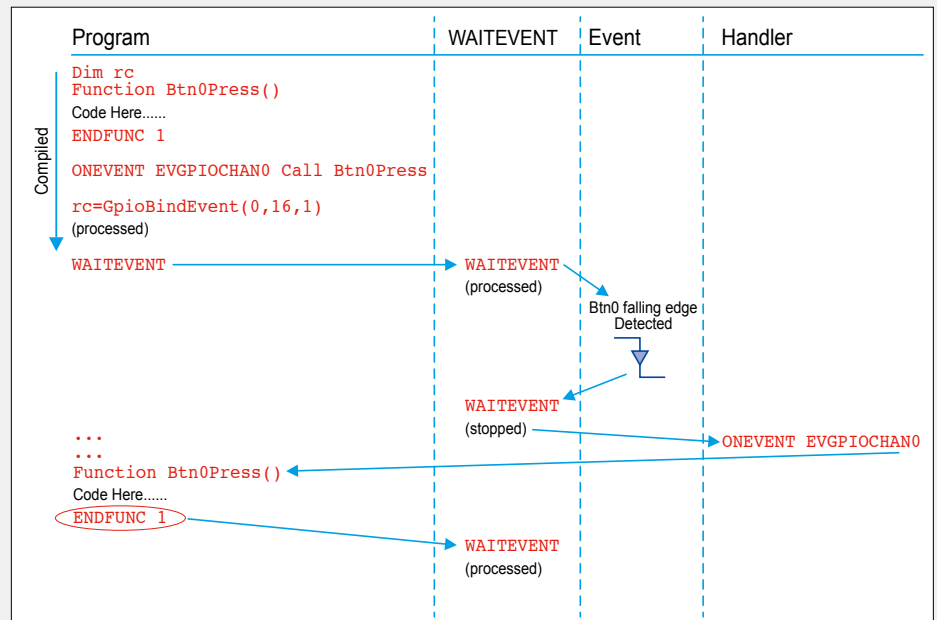 Program WAITEVENT Event Handler
Compiled
Dim rc
Function Btn0Press()
Code Here......
ENDFUNC 1
ONEVENT EVGPIOCHAN0 Call Btn0Press
rc=GpioBindEvent(0,16,1)
(processed)
WAITEVENT WAITEVENT
(processed)
Btn0 falling edge
Detected
WAITEVENT
(stopped)
ONEVENT EVGPIOCHAN0
...
...
Function Btn0Press()
Code Here......
ENDFUNC 1
WAITEVENT
(processed)